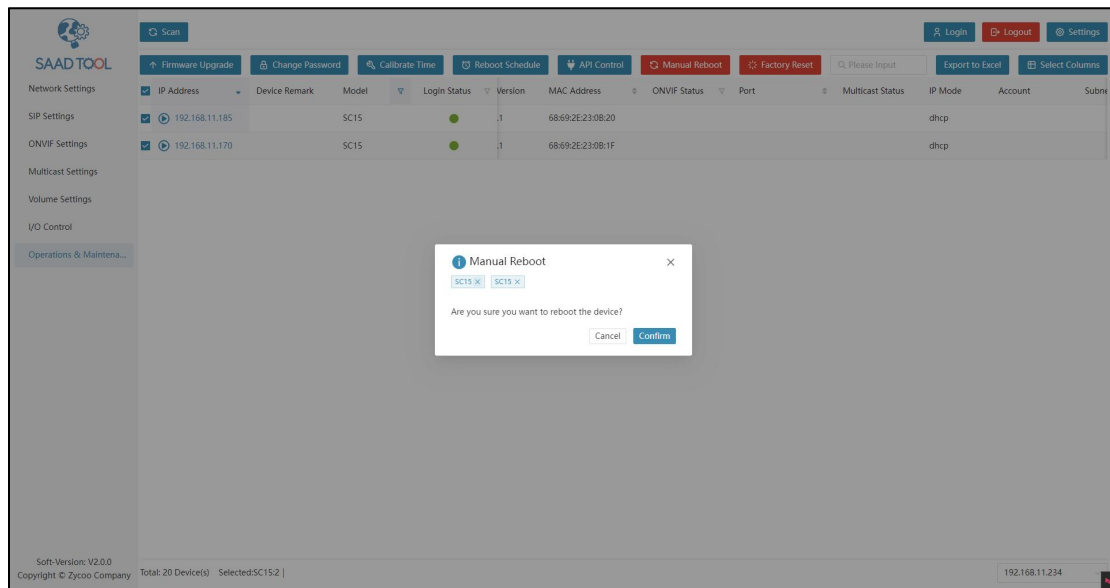 Scan
Login
Logout
Settings
SAAD TOOL
Firmware Upgrade
Change Password
Calibrate Time
Reboot Schedule
API Control
Manual Reboot
Factory Reset
Please Input
Export to Excel
Select Columns
Network Settings
SIP Settings
ONVIF Settings
Multicast Settings
Volume Settings
I/O Control
Operations & Maintena...
IP Address Device Remark Model Login Status Version MAC Address ONVIF Status Port Multicast Status IP Mode Account Subne
192.168.11.185 SC15 .1 68:69:2E:23:0B:20 dhcp
192.168.11.170 SC15 .1 68:69:2E:23:0B:1F dhcp
Manual Reboot
SC15 × SC15 ×
Are you sure you want to reboot the device?
Cancel Confirm
Soft-Version: V2.0.0
Copyright © Zycoo Company
Total: 20 Device(s) Selected:SC15:2 |
192.168.11.234